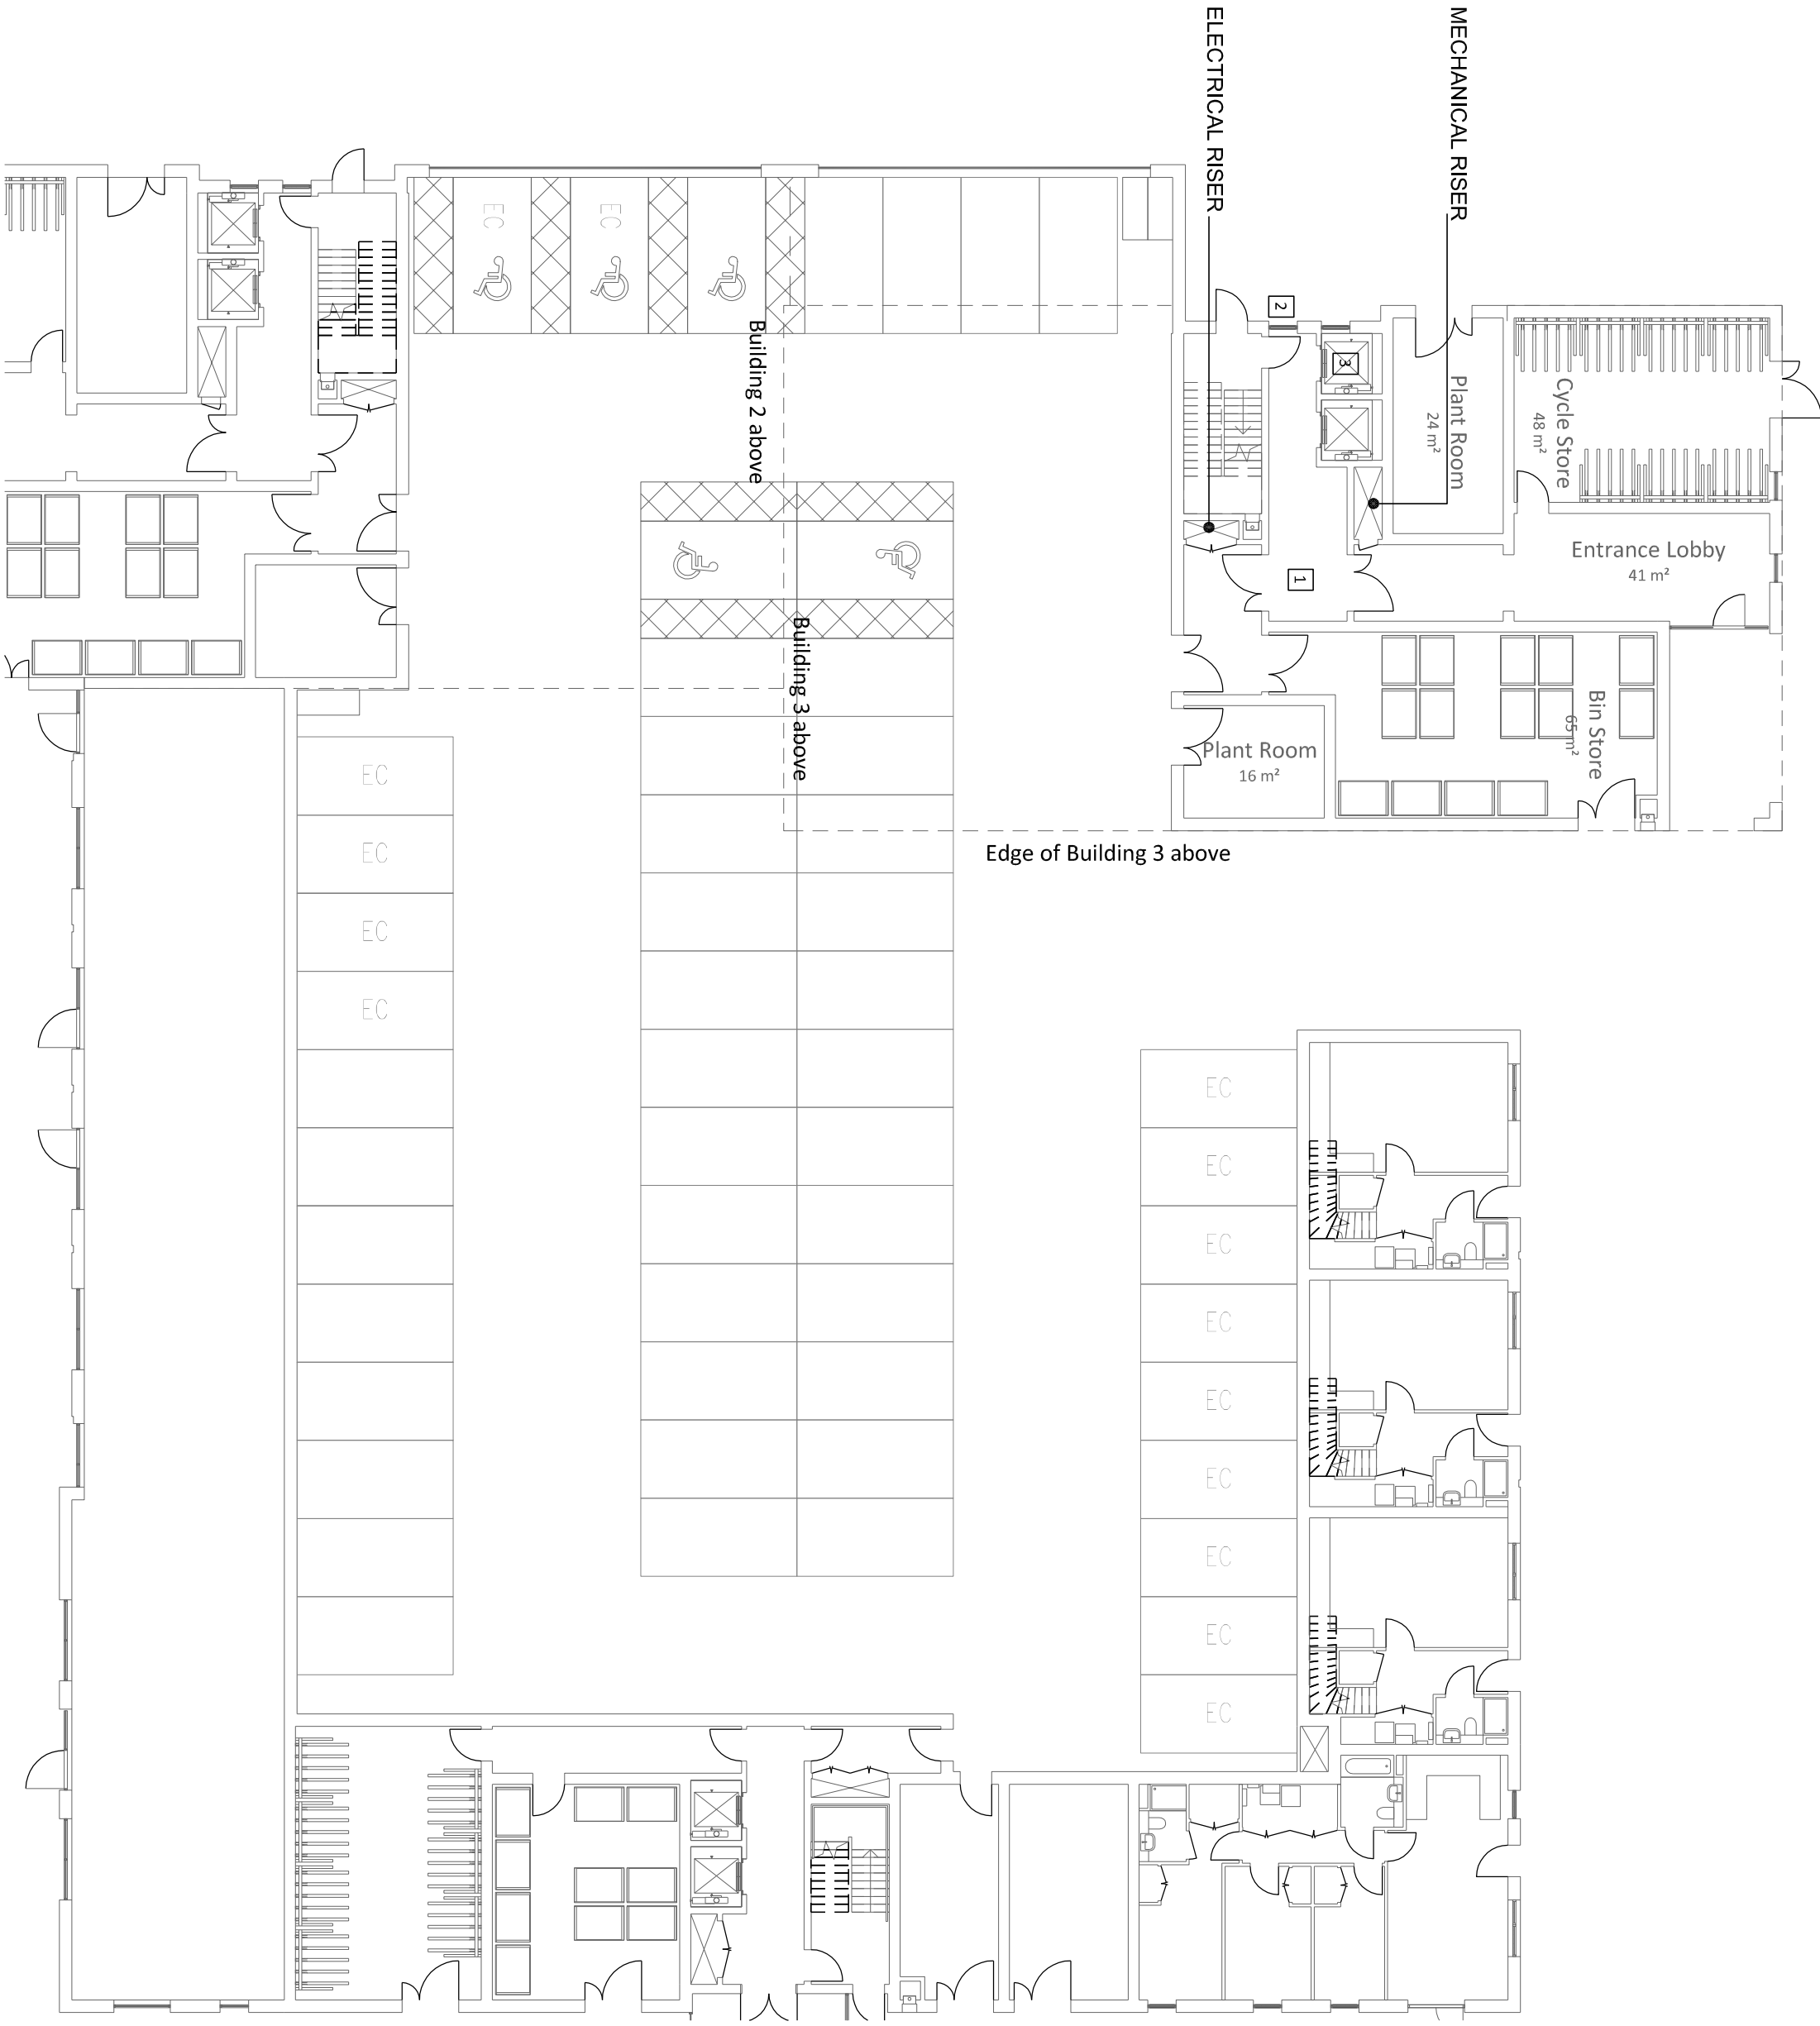 ELECTRICAL RISER
MECHANICAL RISER
EC
EC
2
3
Building 2 above
Plant Room
24 m²
Cycle Store
48 m²
Entrance Lobby
41 m²
1
Building 3 above
Bin Store
65 m²
Plant Room
16 m²
Edge of Building 3 above
EC
EC
EC
EC
EC
EC
EC
EC
EC
EC
EC
EC
EC